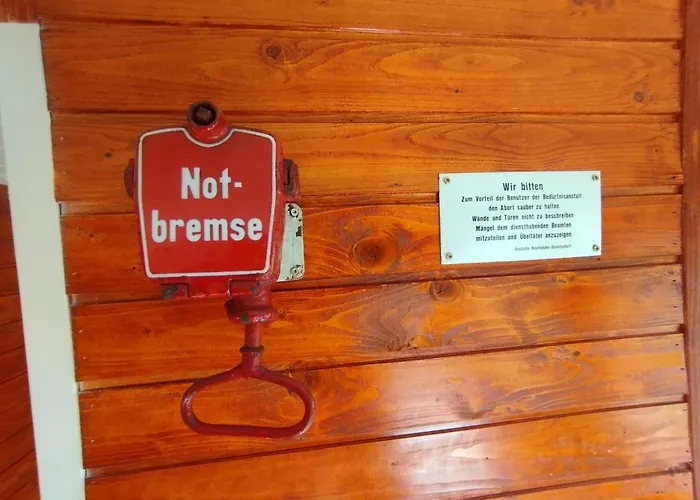 Not-
bremse
Wir bitten
Zum Vorteil der Benutzer der Bedürfnisanstalt:
den Abort sauber zu halten.
Wände und Türen nicht zu beschreiben.
Mängel dem diensthabenden Beamten
mitzuteilen und Übeltäter anzuzeigen.
Deutsche Reichsbahn-Gesellschaft